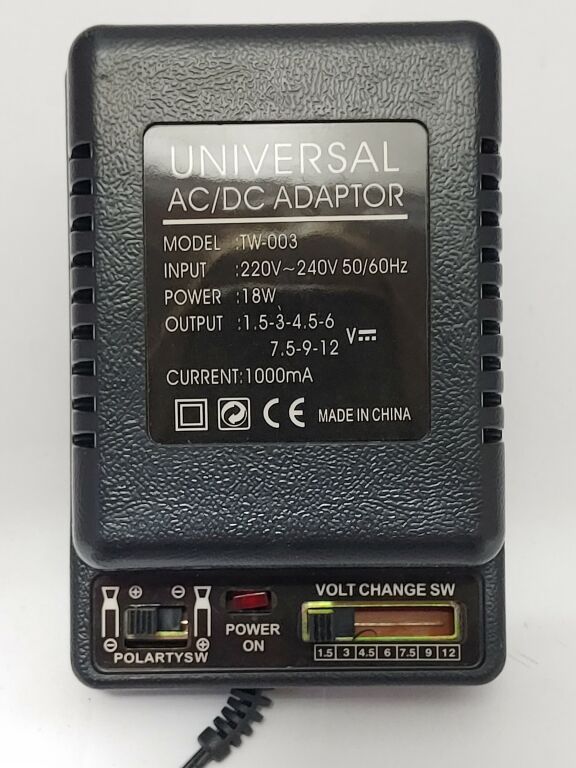 UNIVERSAL
AC/DC ADAPTOR
MODEL :TW-003
INPUT :220V~240V 50/60Hz
POWER :18W
OUTPUT :1.5-3-4.5-6
7.5-9-12 V⎓
CURRENT:1000mA
CE MADE IN CHINA
VOLT CHANGE SW
⊕ ⊖
POWER
ON
⊖ ⊕
POLARTYSW
1.5 3 4.5 6 7.5 9 12